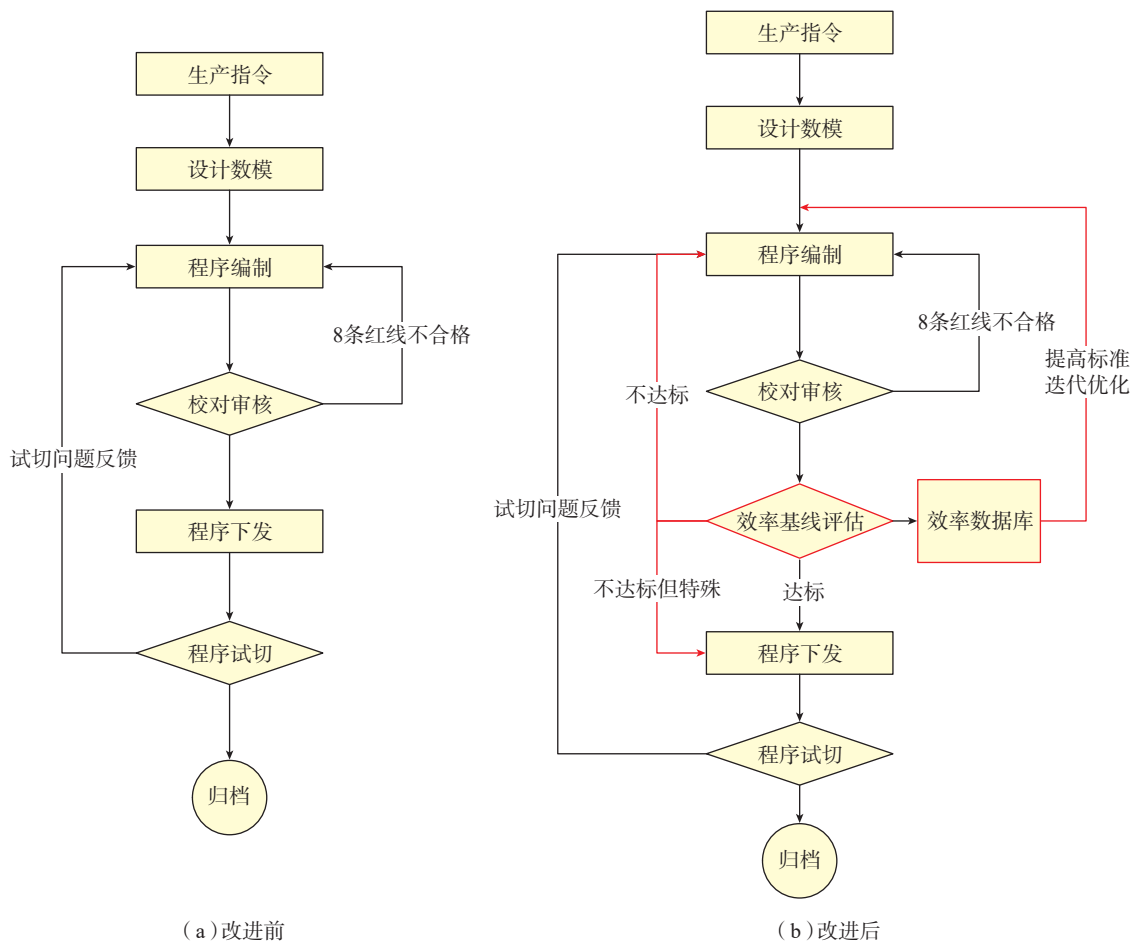 生产指令
设计数模
程序编制
8条红线不合格
校对审核
试切问题反馈
程序下发
程序试切
归档
(a)改进前
生产指令
设计数模
程序编制
8条红线不合格
提高标准
迭代优化
不达标
校对审核
试切问题反馈
效率基线评估
效率数据库
不达标但特殊
达标
程序下发
程序试切
归档
(b)改进后